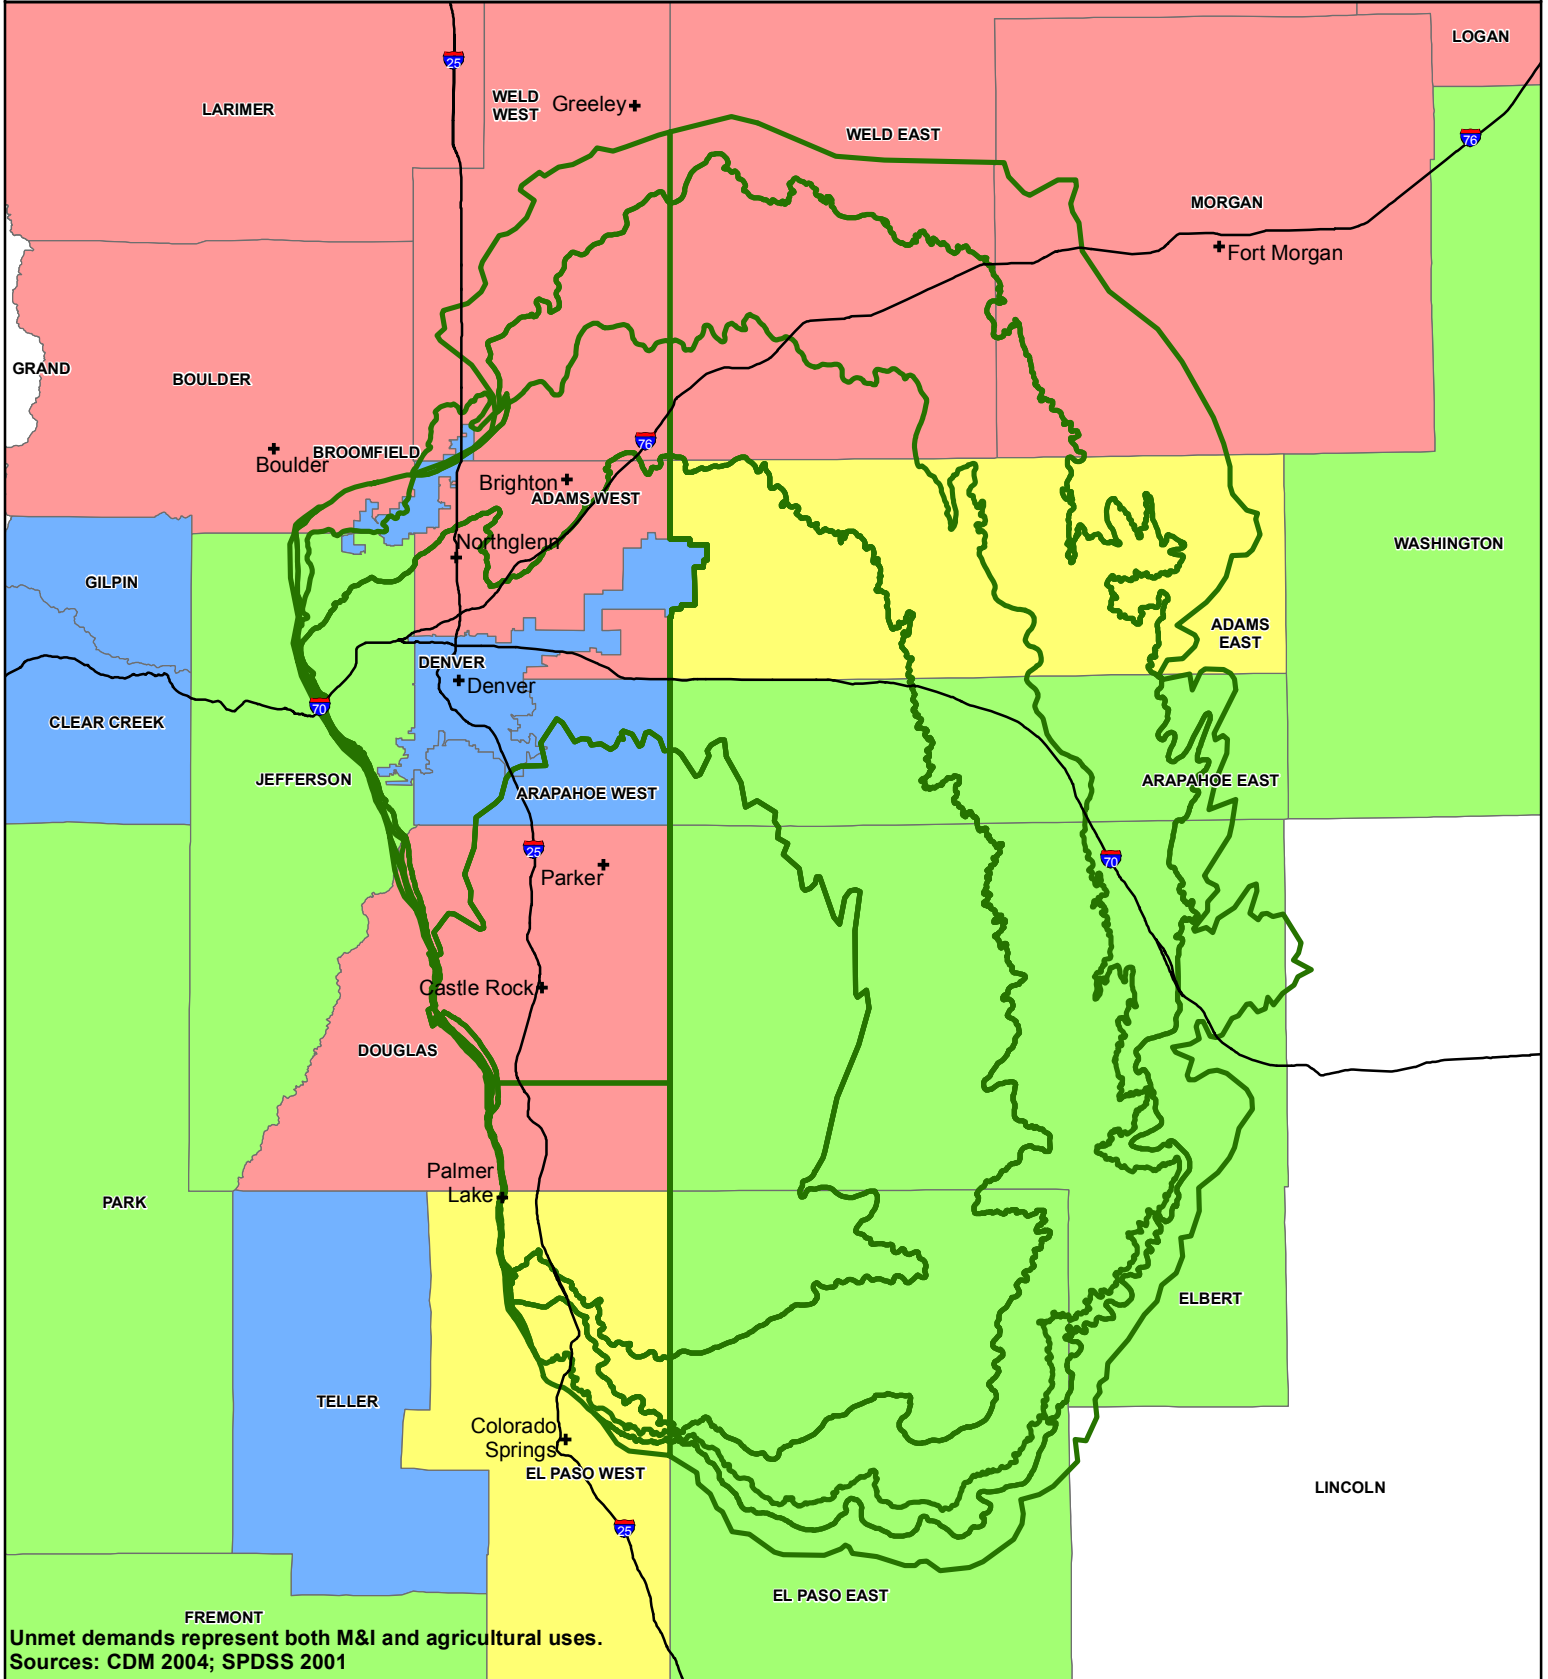 LOGAN
25
WELD
WEST
Greeley
LARIMER
WELD EAST
76
MORGAN
Fort Morgan
GRAND
BOULDER
76
BROOMFIELD
Boulder
Brighton
ADAMS WEST
Northglenn
WASHINGTON
GILPIN
ADAMS
EAST
DENVER
Denver
CLEAR CREEK
70
JEFFERSON
ARAPAHOE EAST
ARAPAHOE WEST
25
70
Parker
Castle Rock
DOUGLAS
Palmer
Lake
PARK
ELBERT
TELLER
Colorado
Springs
EL PASO WEST
LINCOLN
25
EL PASO EAST
FREMONT
Unmet demands represent both M&I and agricultural uses.
Sources: CDM 2004; SPDSS 2001